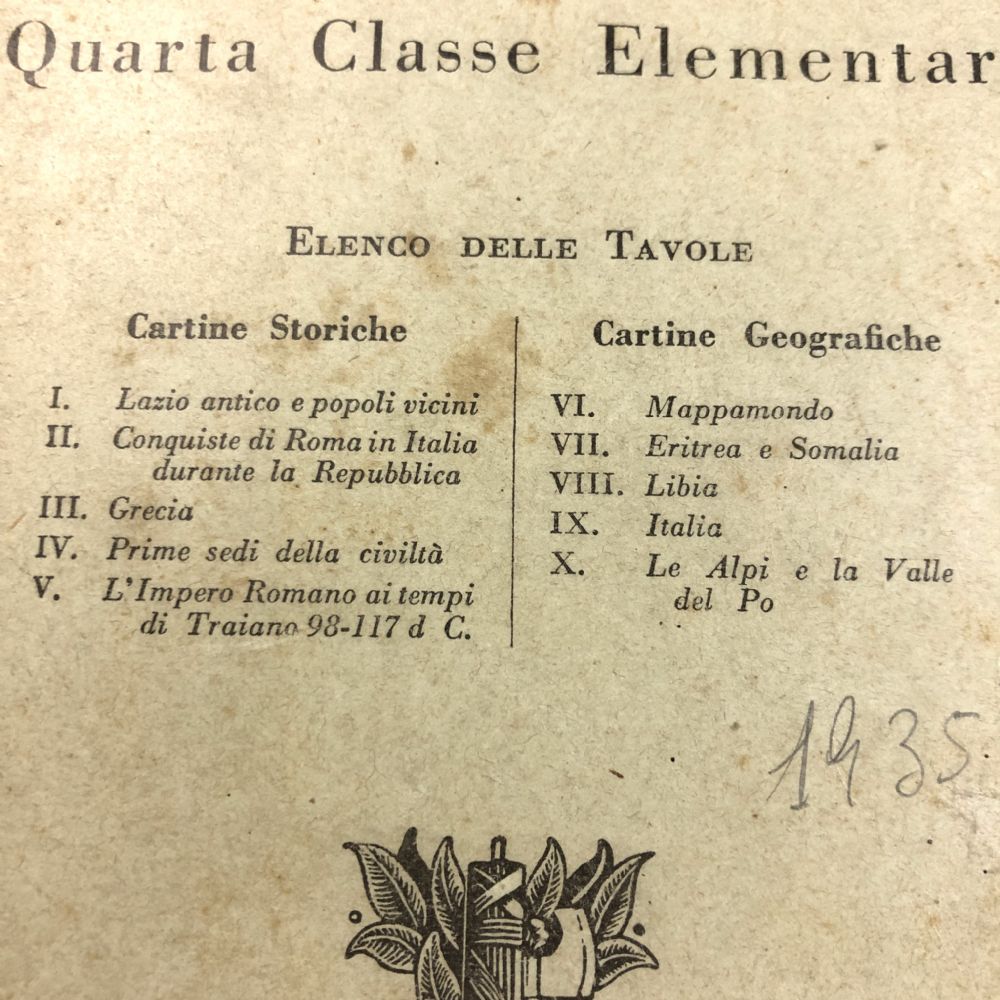 Quarta Classe Elementar
ELENCO DELLE TAVOLE
Cartine Storiche
I. Lazio antico e popoli vicini
II. Conquiste di Roma in Italia
durante la Repubblica
III. Grecia
IV. Prime sedi della civiltà
V. L'Impero Romano ai tempi
di Traiano 98-117 d C.
Cartine Geografiche
VI. Mappamondo
VII. Eritrea e Somalia
VIII. Libia
IX. Italia
X. Le Alpi e la Valle
del Po
1935